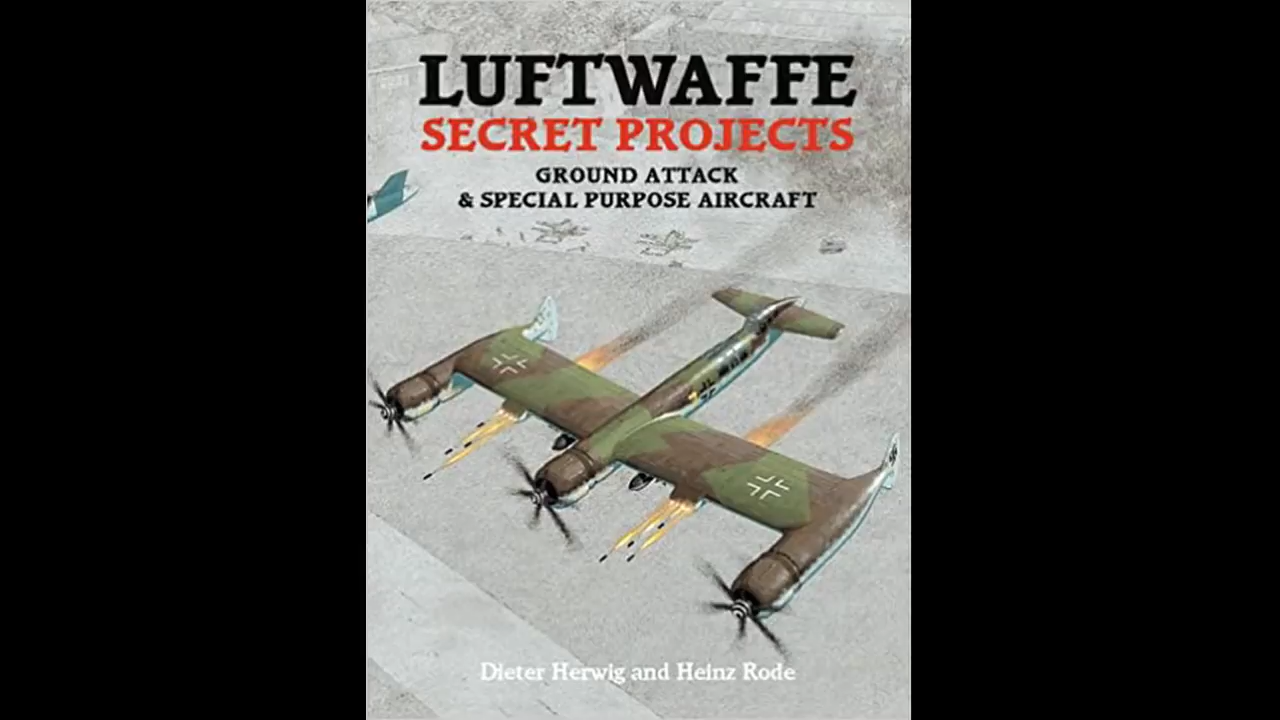 LUFTWAFFE
SECRET PROJECTS
GROUND ATTACK
& SPECIAL PURPOSE AIRCRAFT
Dieter Herwig and Heinz Rode